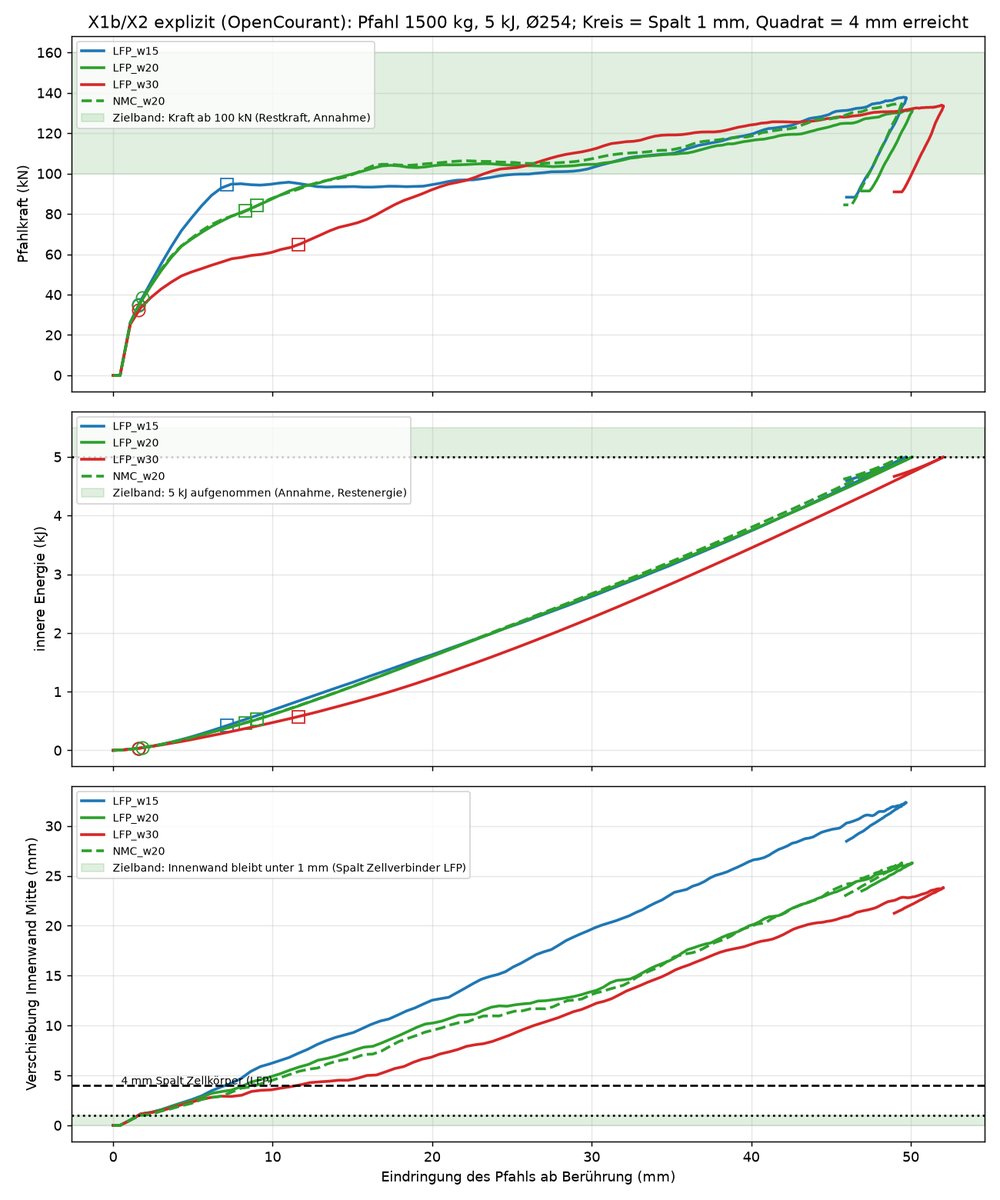 X1b/X2 explizit (OpenCourant): Pfahl 1500 kg, 5 kJ, Ø254; Kreis = Spalt 1 mm, Quadrat = 4 mm erreicht
LFP_w15
LFP_w20
LFP_w30
NMC_w20
Zielband: Kraft ab 100 kN (Restkraft, Annahme)
160
140
120
100
80
60
40
20
0
Pfahlkraft (kN)
LFP_w15
LFP_w20
LFP_w30
NMC_w20
Zielband: 5 kJ aufgenommen (Annahme, Restenergie)
5
4
3
2
1
0
innere Energie (kJ)
LFP_w15
LFP_w20
LFP_w30
NMC_w20
Zielband: Innenwand bleibt unter 1 mm (Spalt Zellverbinder LFP)
30
25
20
15
10
5
0
Verschiebung Innenwand Mitte (mm)
4 mm Spalt Zellkörper (LFP)
0 10 20 30 40 50
Eindringung des Pfahls ab Berührung (mm)